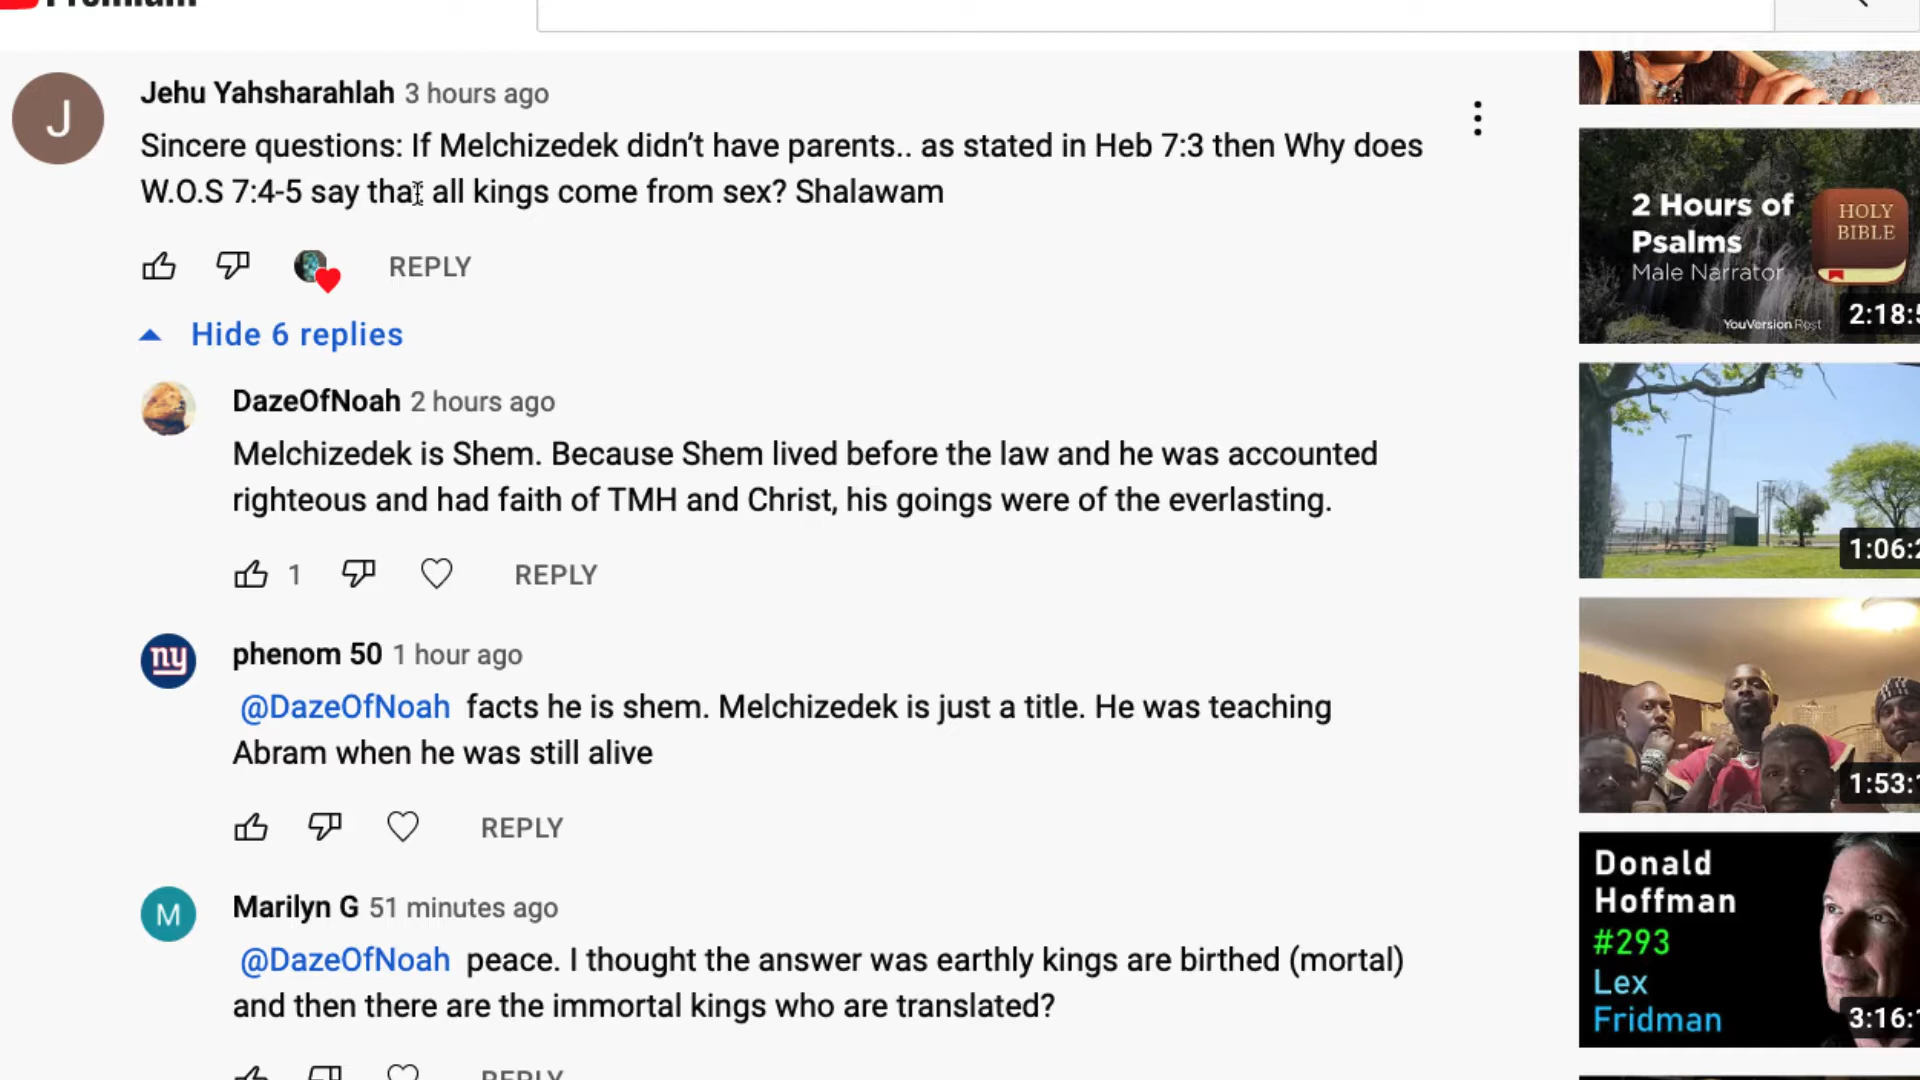 Jehu Yahsharahlah 3 hours ago
J
Sincere questions: If Melchizedek didn't have parents.. as stated in Heb 7:3 then Why does
W.O.S 7:4-5 say that all kings come from sex? Shalawam
REPLY
Hide 6 replies
DazeOfNoah 2 hours ago
Melchizedek is Shem. Because Shem lived before the law and he was accounted
righteous and had faith of TMH and Christ, his goings were of the everlasting.
1 REPLY
ny
phenom 50 1 hour ago
@DazeOfNoah facts he is shem. Melchizedek is just a title. He was teaching
Abram when he was still alive
REPLY
M
Marilyn G 51 minutes ago
@DazeOfNoah peace. I thought the answer was earthly kings are birthed (mortal)
and then there are the immortal kings who are translated?
2 Hours of
Psalms
Male Narrator
HOLY
BIBLE
YouVersion Rest
2:18:5
1:06:2
1:53:1
Donald
Hoffman
#293
Lex
Fridman
3:16:1